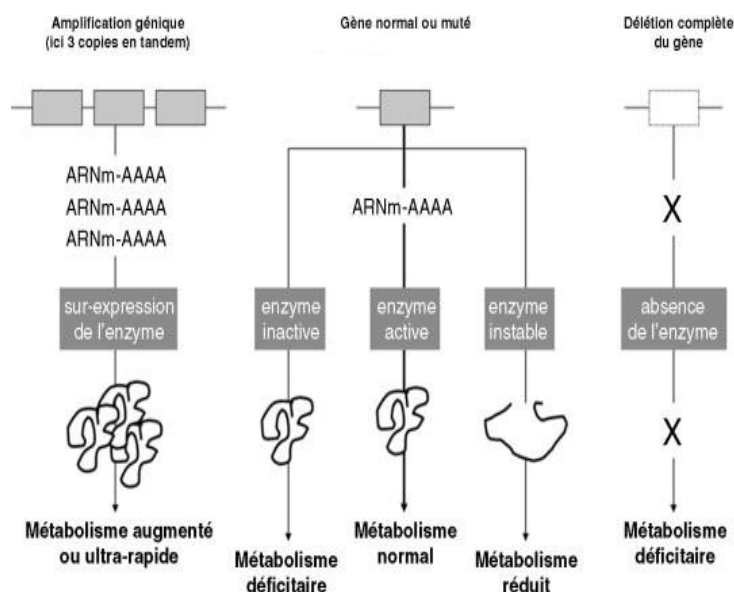 Amplification génique
(ici 3 copies en tandem)
Gène normal ou muté
Délétion complète
du gène
ARNm-AAAA
ARNm-AAAA
ARNm-AAAA
ARNm-AAAA
X
sur-expression
de l'enzyme
enzyme
inactive
enzyme
active
enzyme
instable
absence
de l'enzyme
X
Métabolisme augmenté
ou ultra-rapide
Métabolisme
déficitaire
Métabolisme
normal
Métabolisme
réduit
Métabolisme
déficitaire